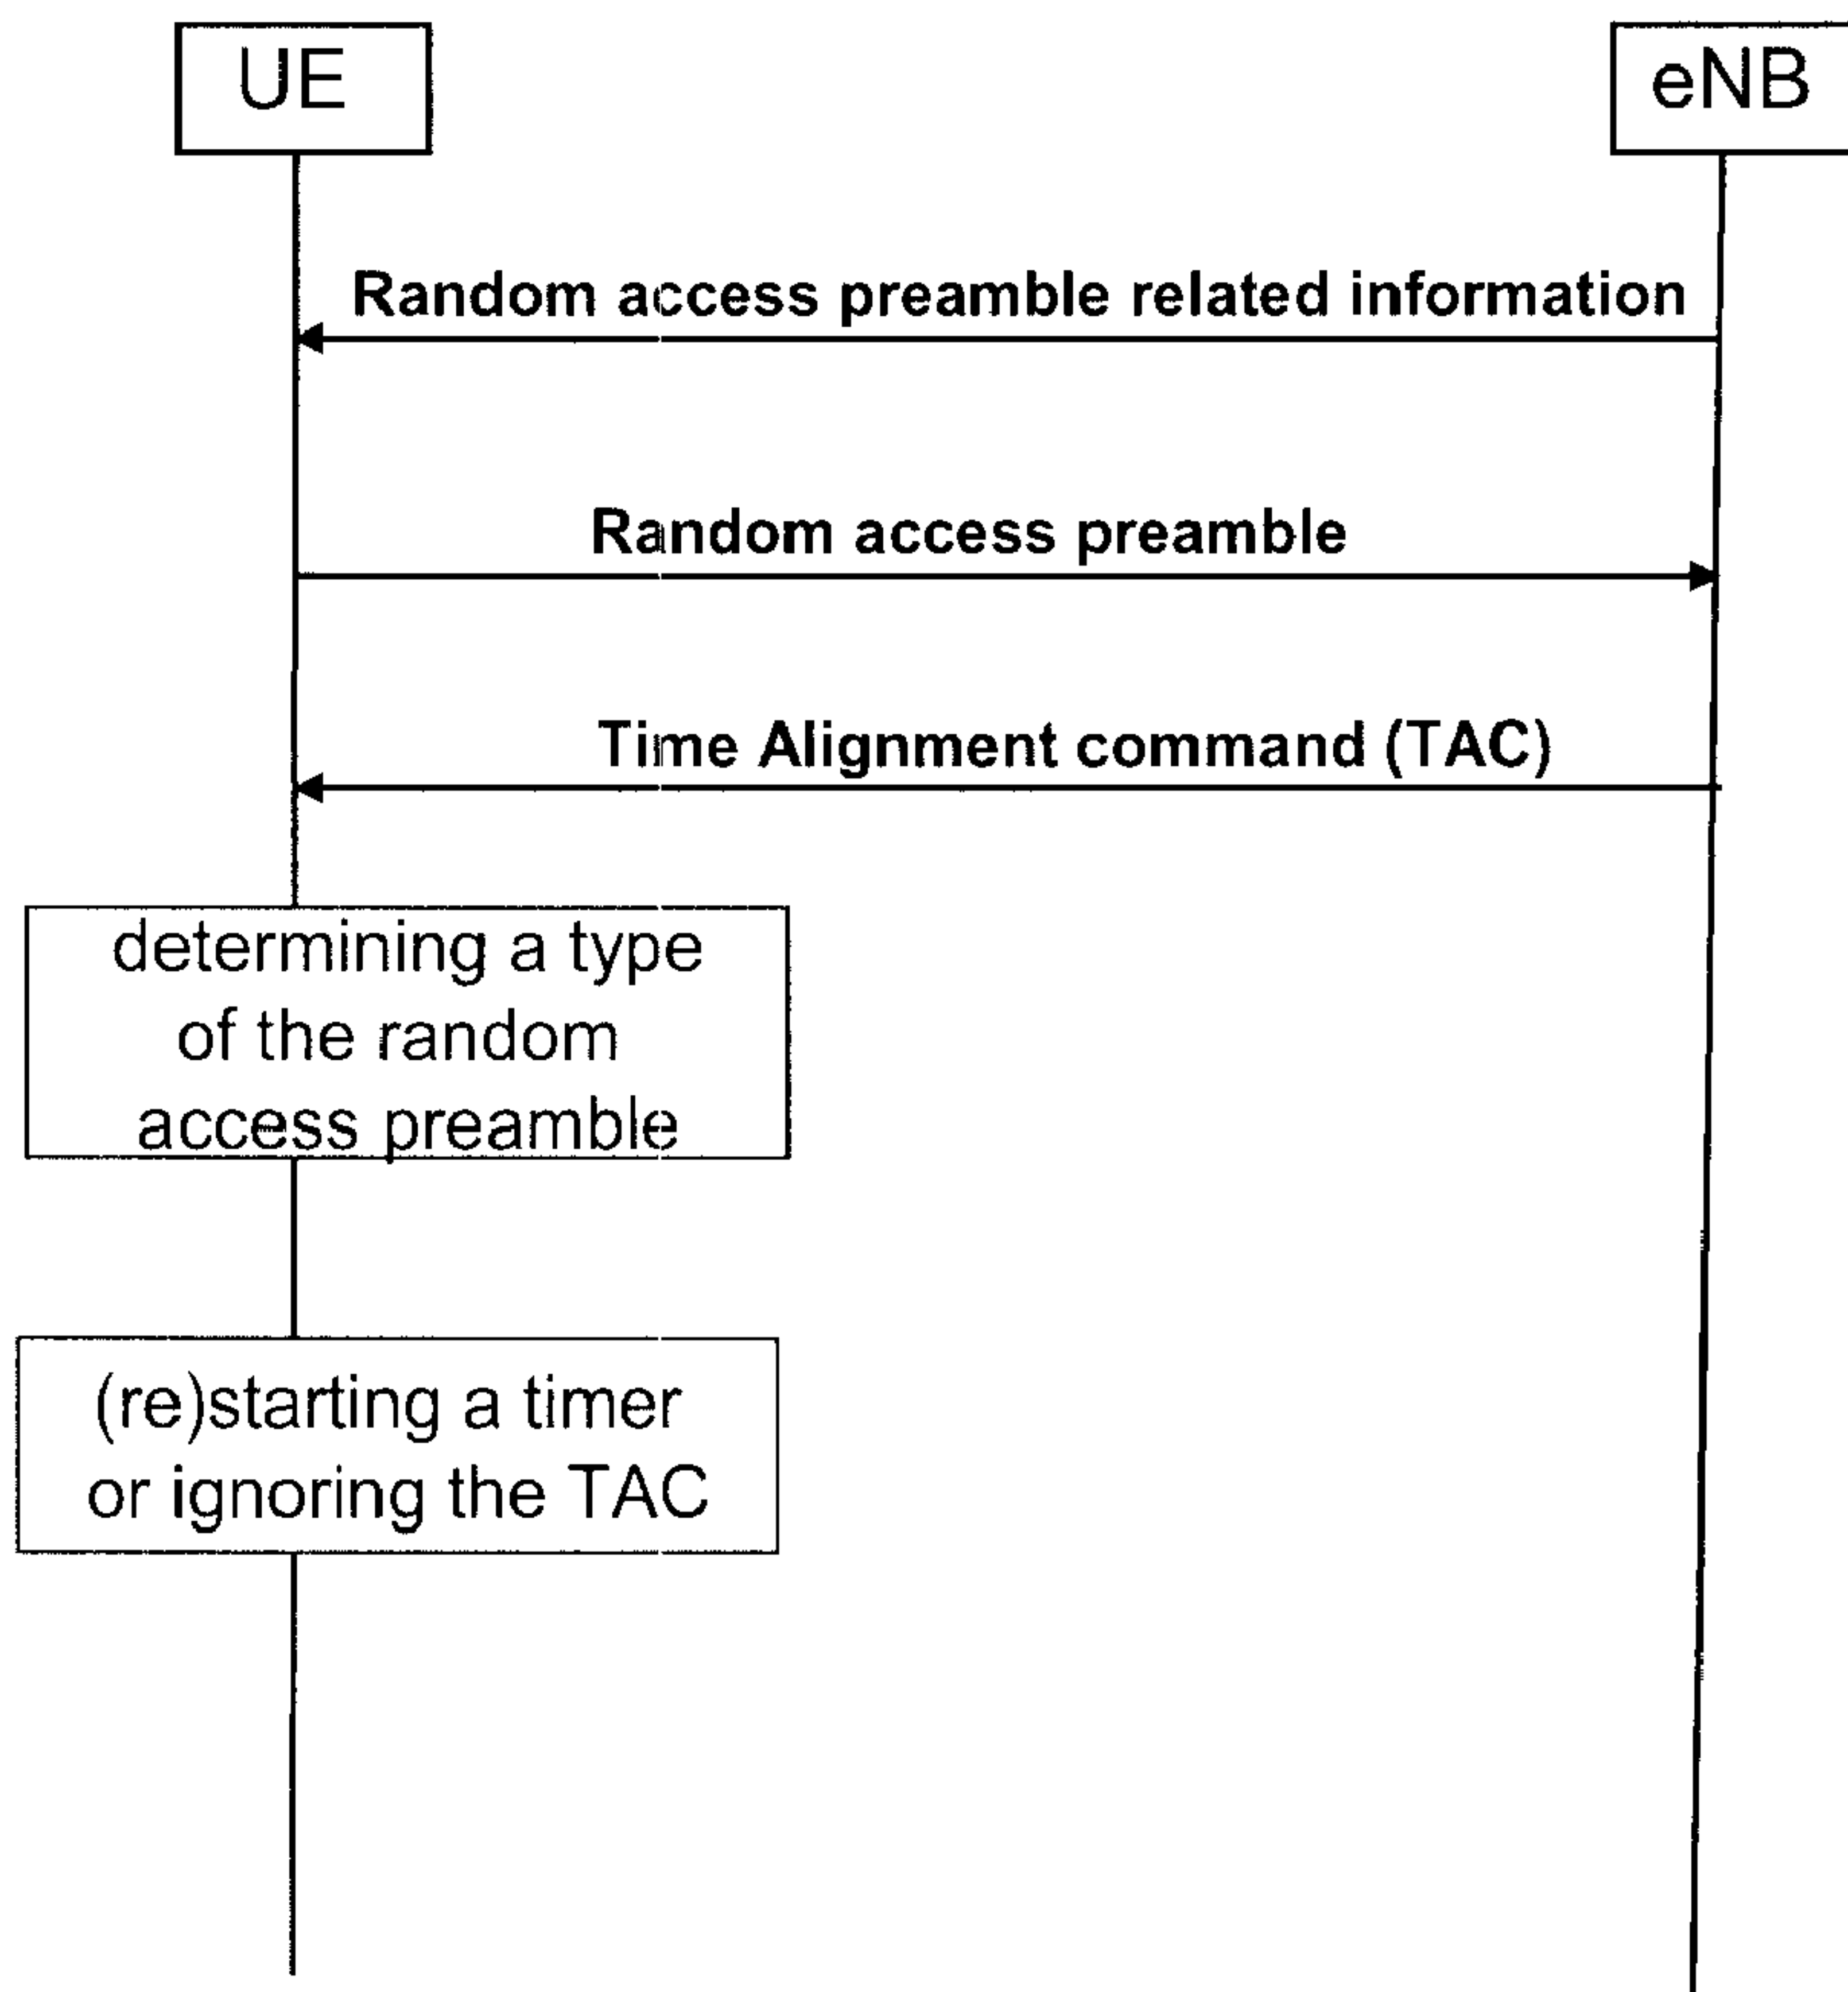 UE
eNB
Random access preamble related information
Random access preamble
Time Alignment command (TAC)
determining a type
of the random
access preamble
(re)starting a timer
or ignoring the TAC